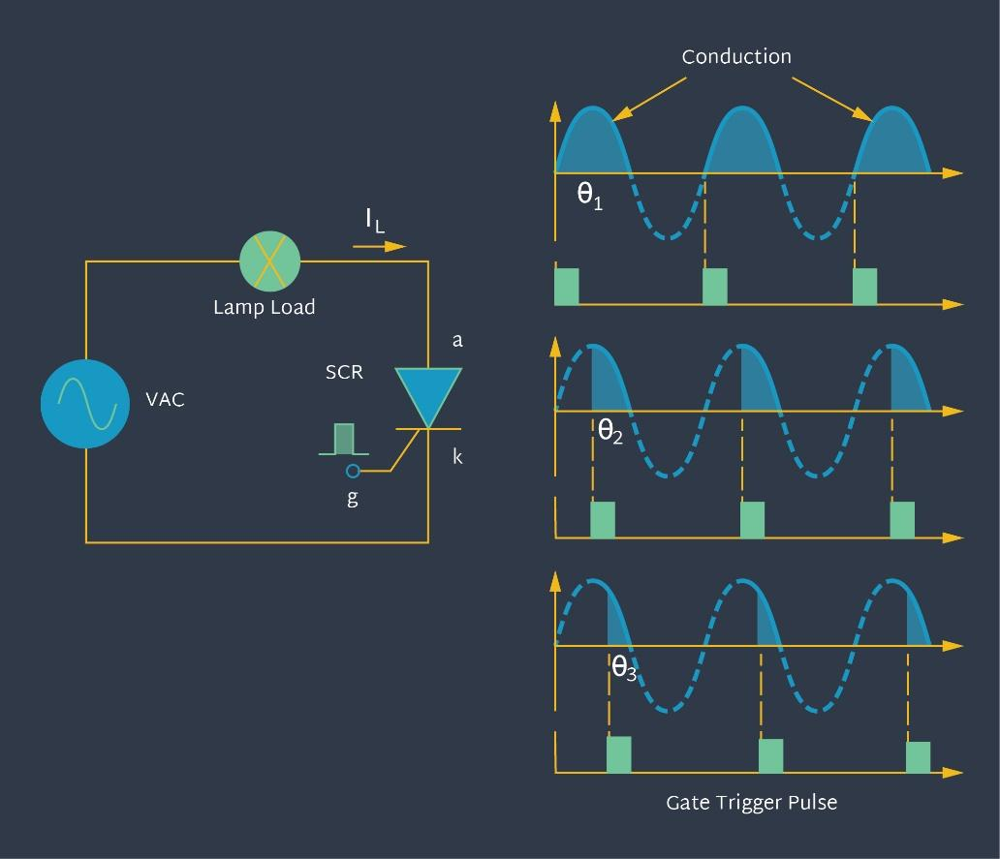 I_L
Lamp Load
VAC
SCR
a
k
g
Conduction
θ₁
θ₂
θ₃
Gate Trigger Pulse